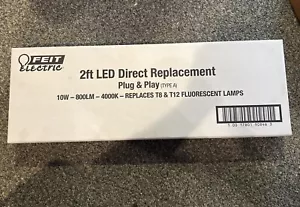 FEIT
electric
2ft LED Direct Replacement
Plug & Play (TYPE A)
10W – 800LM – 4000K – REPLACES T8 & T12 FLUORESCENT LAMPS